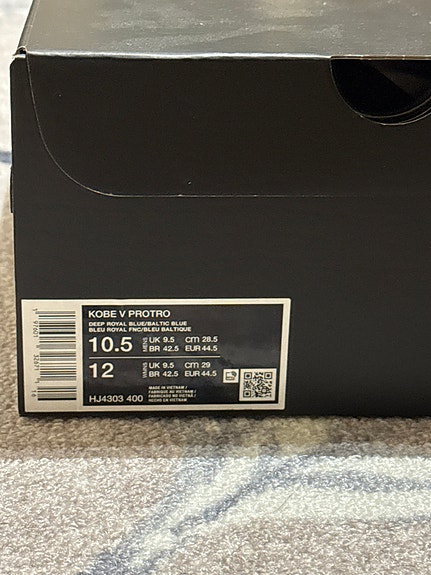 KOBE V PROTRO
DEEP ROYAL BLUE/BALTIC BLUE
BLEU ROYAL FNC/BLEU BALTIQUE
10.5 MENS UK 9.5 cm 28.5
BR 42.5 EUR 44.5
12 WMNS UK 9.5 cm 29
BR 42.5 EUR 44.5
MADE IN VIETNAM /
FABRIQUÉ AU VIETNAM /
FABRICADO NO VIETNÃ /
HECHO EN VIETNAM
HJ4303 400